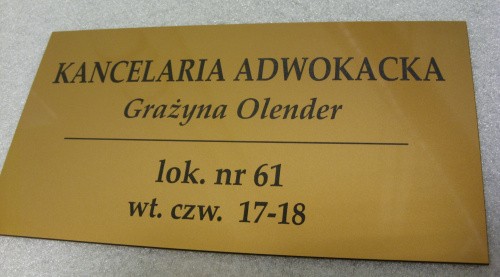 KANCELARIA ADWOKACKA
Grażyna Olender
lok. nr 61
wt. czw. 17-18